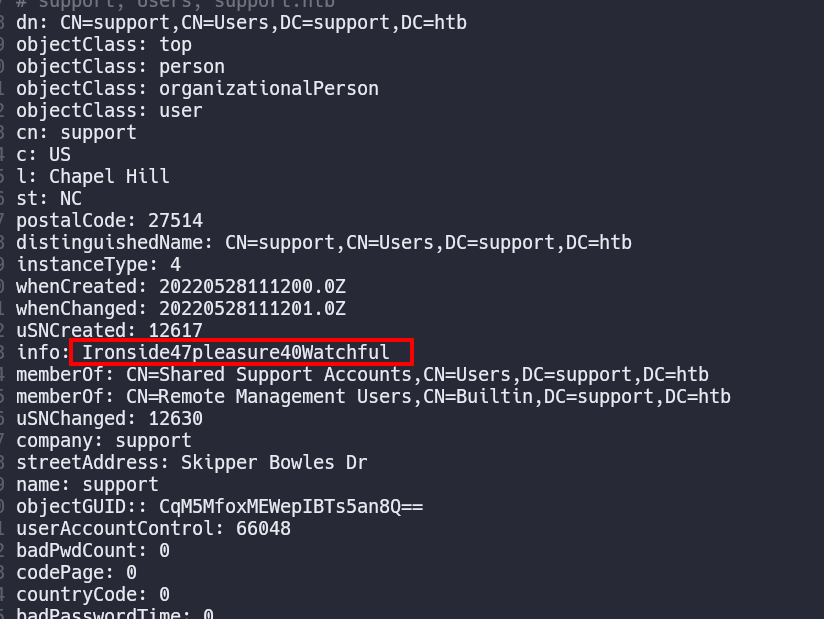 # support, Users, support.htb
dn: CN=support,CN=Users,DC=support,DC=htb
objectClass: top
objectClass: person
objectClass: organizationalPerson
objectClass: user
cn: support
c: US
l: Chapel Hill
st: NC
postalCode: 27514
distinguishedName: CN=support,CN=Users,DC=support,DC=htb
instanceType: 4
whenCreated: 20220528111200.0Z
whenChanged: 20220528111201.0Z
uSNCreated: 12617
info: Ironside47pleasure40Watchful
memberOf: CN=Shared Support Accounts,CN=Users,DC=support,DC=htb
memberOf: CN=Remote Management Users,CN=Builtin,DC=support,DC=htb
uSNChanged: 12630
company: support
streetAddress: Skipper Bowles Dr
name: support
objectGUID:: CqM5MfoxMEWepIBTs5an8Q==
userAccountControl: 66048
badPwdCount: 0
codePage: 0
countryCode: 0
badPasswordTime: 0